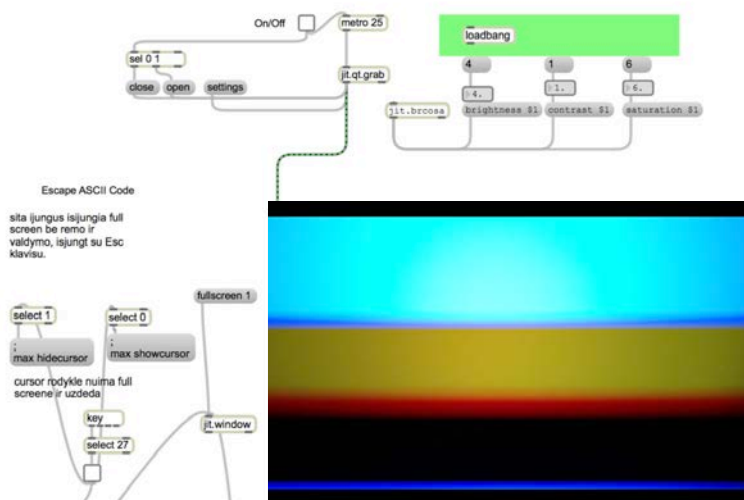 On/Off
metro 25
loadbang
sel 0 1
4
1
6
jit.qt.grab
close
open
settings
4.
1.
6.
jit.brcosa
brightness $1
contrast $1
saturation $1
Escape ASCII Code
sita ijungus isijungia full
screen be remo ir
valdymo, isjungt su Esc
klavisu.
fullscreen 1
select 1
select 0
;
max hidecursor
;
max showcursor
cursor rodykle nuima full
screene ir uzdeda
key
jit.window
select 27